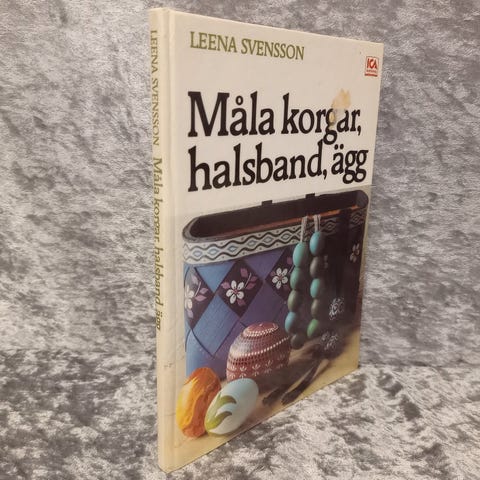 LEENA SVENSSON
ICA
Måla korgar,
halsband, ägg
LEENA SVENSSON Måla korgar, halsband, ägg